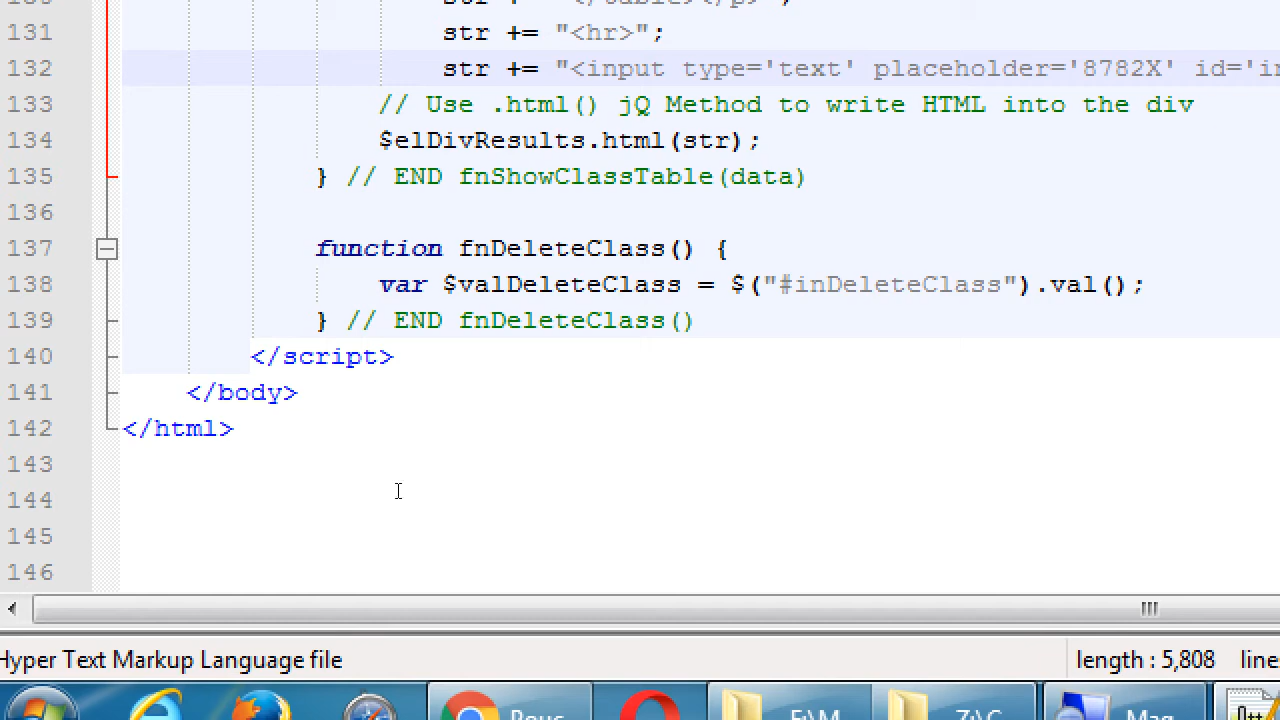 131 str += "<hr>";
132 str += "<input type='text' placeholder='8782X' id='in
133 // Use .html() jQ Method to write HTML into the div
134 $elDivResults.html(str);
135 } // END fnShowClassTable(data)
136
137 function fnDeleteClass() {
138 var $valDeleteClass = $("#inDeleteClass").val();
139 } // END fnDeleteClass()
140 </script>
141 </body>
142 </html>
143
144
145
146
Hyper Text Markup Language file length : 5,808 line